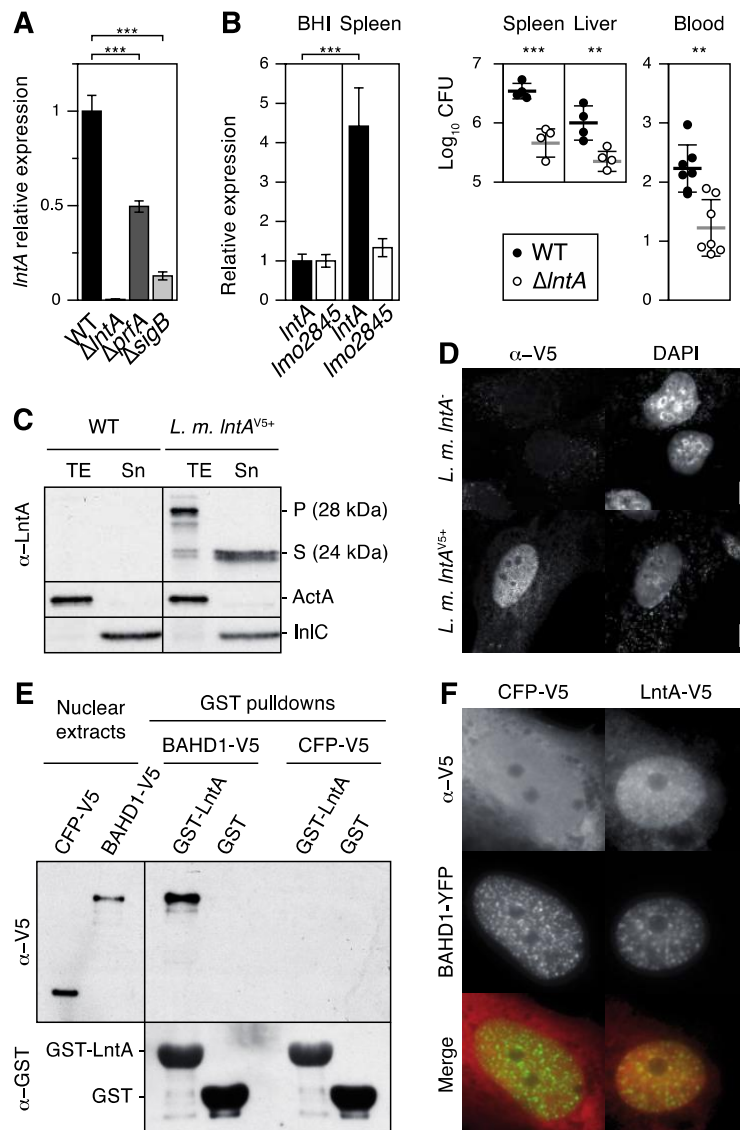 A
***
***
lntA relative expression
1
0.5
0
WT
ΔlntA
ΔprfA
ΔsigB
B
BHI Spleen
***
Relative expression
6
5
4
3
2
1
0
lntA
lmo2845
lntA
lmo2845
Spleen Liver
*** **
Log10 CFU
7
6
5
WT
ΔlntA
Blood
**
4
3
2
1
0
C
WT L. m. lntAV5+
TE Sn TE Sn
α-LntA
P (28 kDa)
S (24 kDa)
ActA
InlC
D
α-V5 DAPI
L. m. lntA-
L. m. lntAV5+
E
Nuclear extracts
GST pulldowns
BAHD1-V5 CFP-V5
CFP-V5
BAHD1-V5
GST-LntA
GST
GST-LntA
GST
α-V5
α-GST
GST-LntA
GST
F
CFP-V5 LntA-V5
α-V5
BAHD1-YFP
Merge